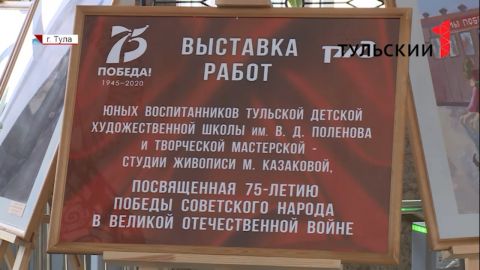 г. Тула
ТУЛЬСКИЙ 1
75
ПОБЕДА!
1945–2020
ВЫСТАВКА
РАБОТ
ЮНЫХ ВОСПИТАННИКОВ ТУЛЬСКОЙ ДЕТСКОЙ
ХУДОЖЕСТВЕННОЙ ШКОЛЫ ИМ. В. Д. ПОЛЕНОВА
И ТВОРЧЕСКОЙ МАСТЕРСКОЙ -
СТУДИИ ЖИВОПИСИ М. КАЗАКОВОЙ,
ПОСВЯЩЕННАЯ 75-ЛЕТИЮ
ПОБЕДЫ СОВЕТСКОГО НАРОДА
В ВЕЛИКОЙ ОТЕЧЕСТВЕННОЙ ВОЙНЕ